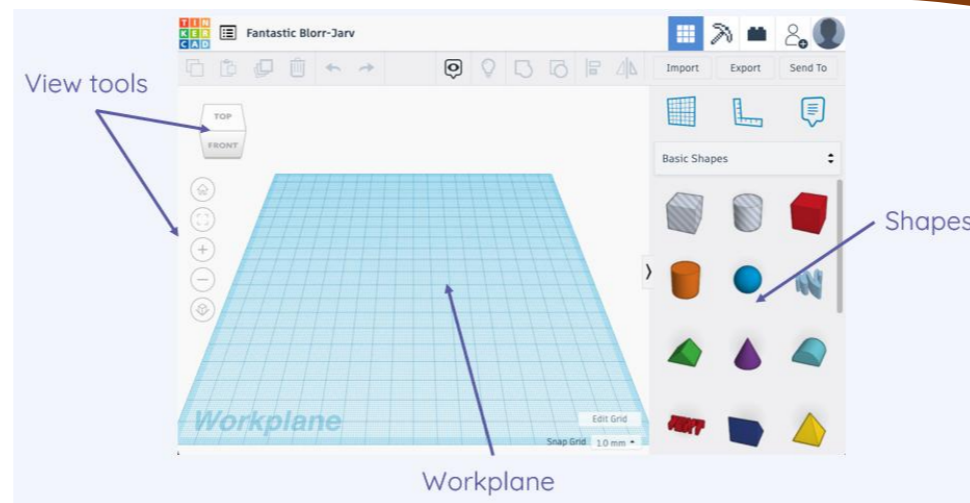 TIN
KER
CAD
Fantastic Blorr-Jarv
Import
Export
Send To
View tools
TOP
FRONT
Basic Shapes
Shapes
TEXT
Workplane
Edit Grid
Snap Grid 1.0 mm
Workplane